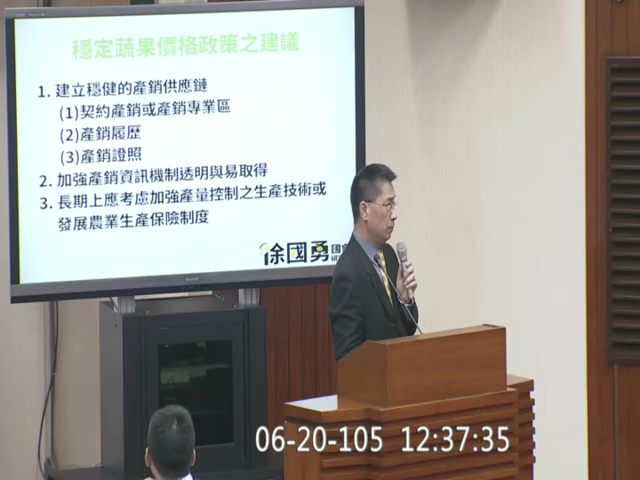 穩定蔬果價格政策之建議
1. 建立穩健的產銷供應鏈
(1)契約產銷或產銷專業區
(2)產銷履歷
(3)產銷證照
2. 加強產銷資訊機制透明與易取得
3. 長期上應考慮加強產量控制之生產技術或
發展農業生產保險制度
徐國勇 國會
06-20-105 12:37:35